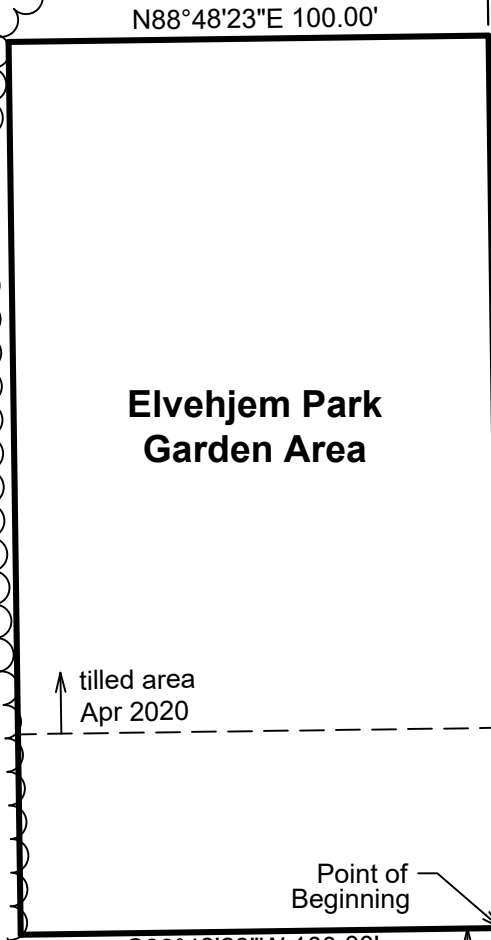 N88°48'23"E 100.00'
Elvehjem Park
Garden Area
tilled area
Apr 2020
Point of
Beginning